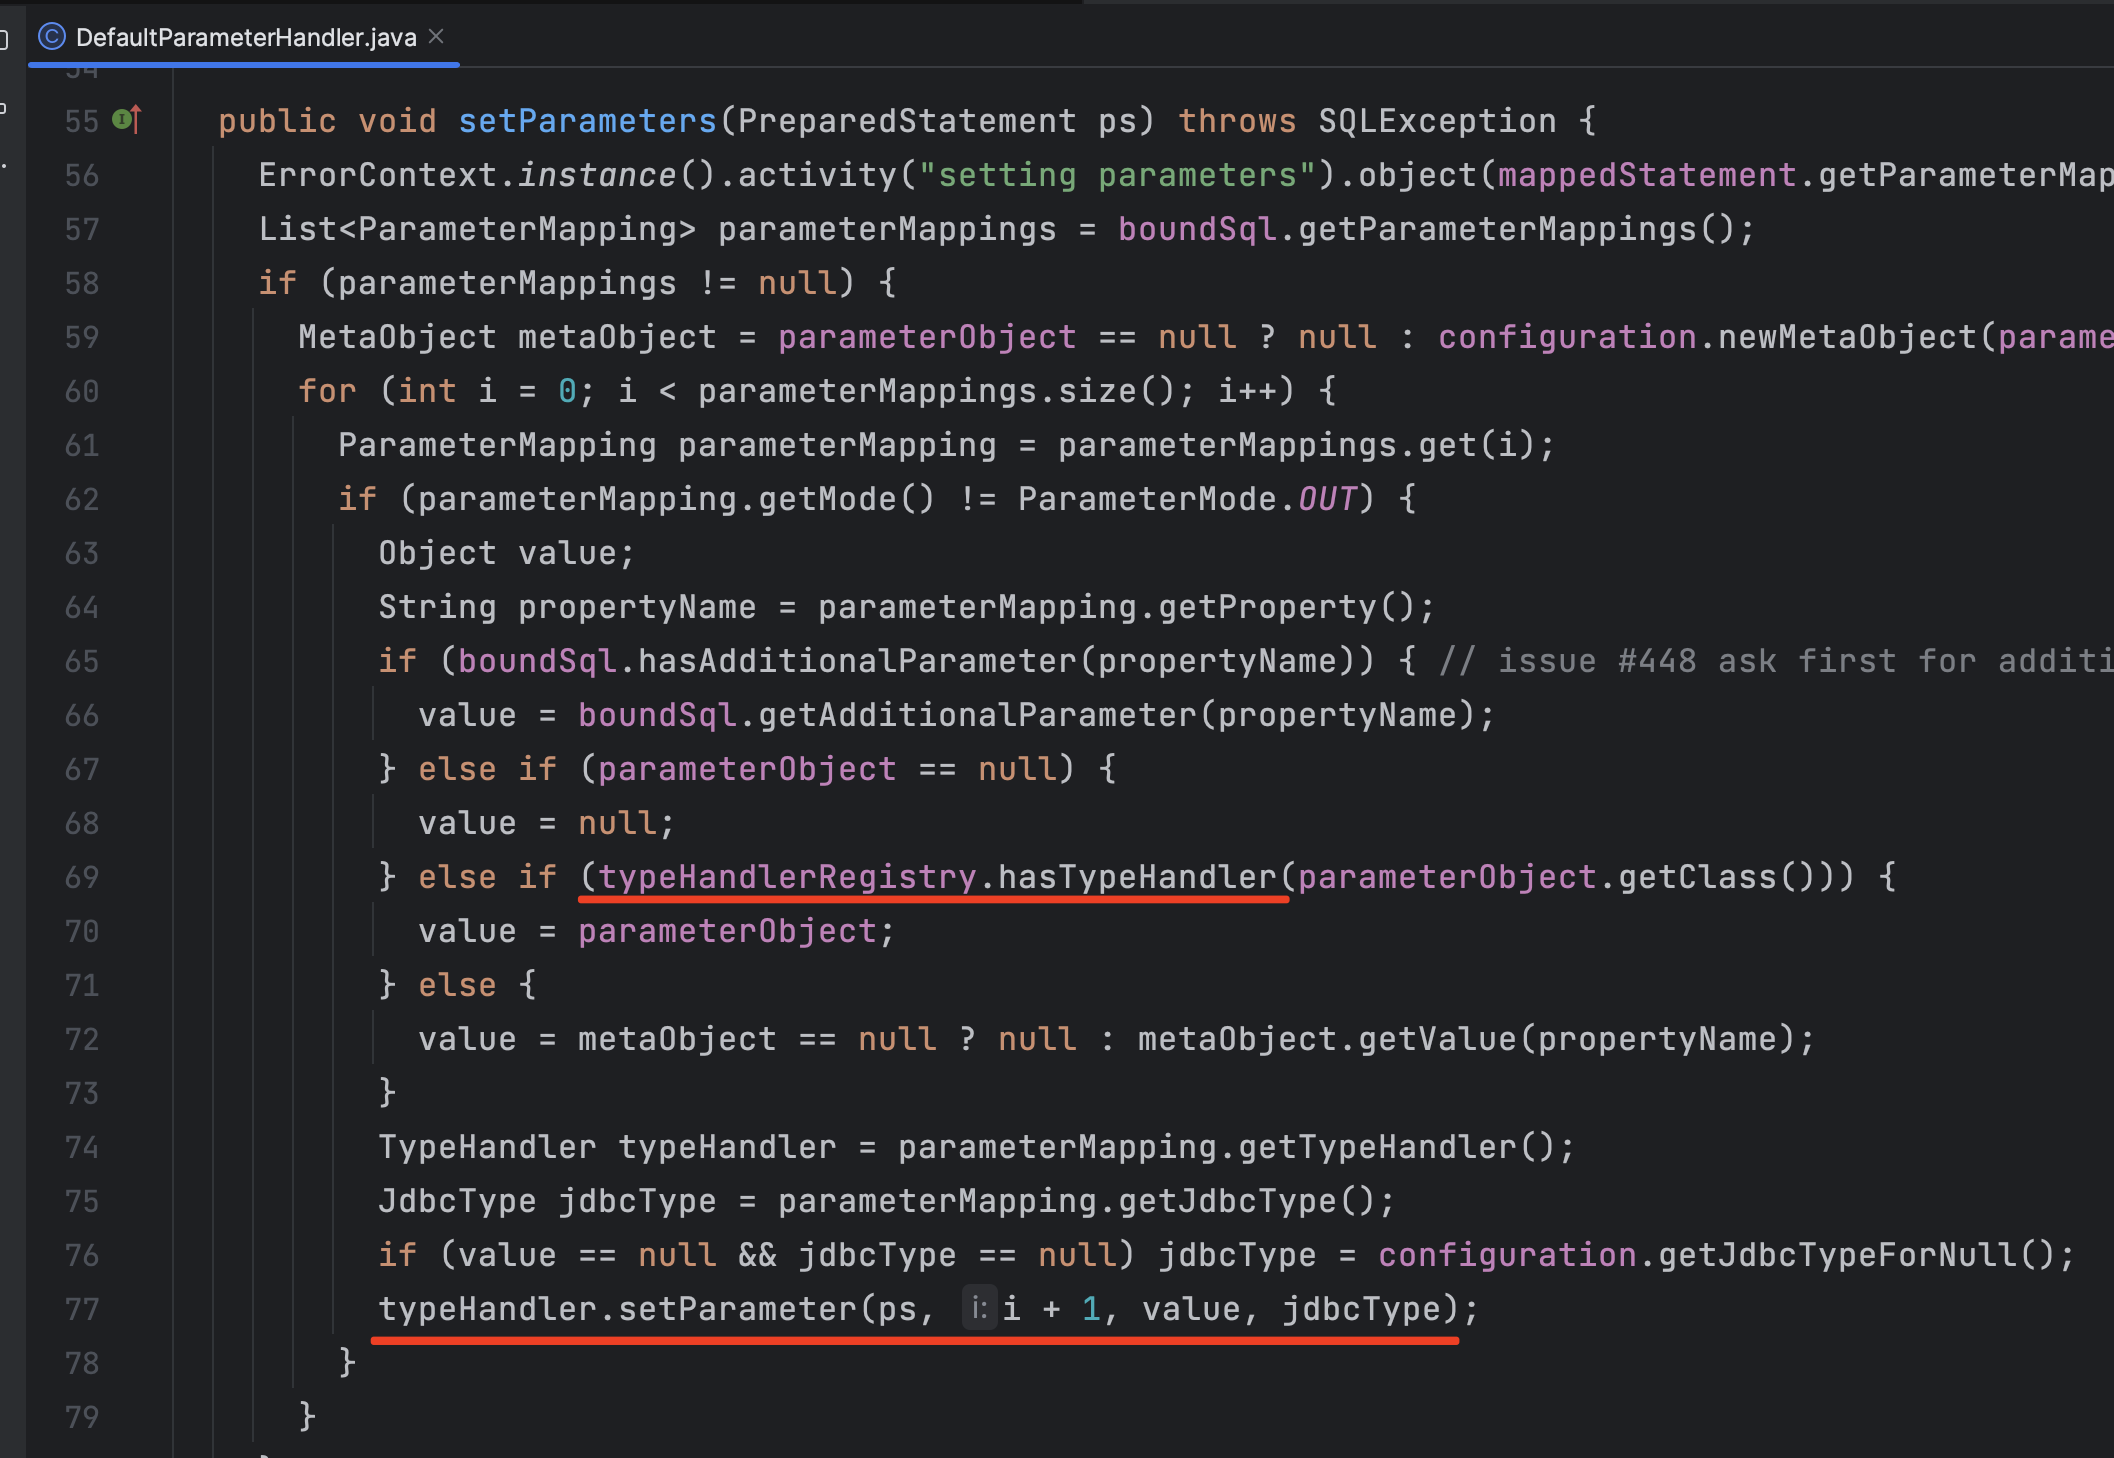 DefaultParameterHandler.java
54
55 public void setParameters(PreparedStatement ps) throws SQLException {
56 ErrorContext.instance().activity("setting parameters").object(mappedStatement.getParameterMap
57 List<ParameterMapping> parameterMappings = boundSql.getParameterMappings();
58 if (parameterMappings != null) {
59 MetaObject metaObject = parameterObject == null ? null : configuration.newMetaObject(parame
60 for (int i = 0; i < parameterMappings.size(); i++) {
61 ParameterMapping parameterMapping = parameterMappings.get(i);
62 if (parameterMapping.getMode() != ParameterMode.OUT) {
63 Object value;
64 String propertyName = parameterMapping.getProperty();
65 if (boundSql.hasAdditionalParameter(propertyName)) { // issue #448 ask first for additi
66 value = boundSql.getAdditionalParameter(propertyName);
67 } else if (parameterObject == null) {
68 value = null;
69 } else if (typeHandlerRegistry.hasTypeHandler(parameterObject.getClass())) {
70 value = parameterObject;
71 } else {
72 value = metaObject == null ? null : metaObject.getValue(propertyName);
73 }
74 TypeHandler typeHandler = parameterMapping.getTypeHandler();
75 JdbcType jdbcType = parameterMapping.getJdbcType();
76 if (value == null && jdbcType == null) jdbcType = configuration.getJdbcTypeForNull();
77 typeHandler.setParameter(ps, i: i + 1, value, jdbcType);
78 }
79 }